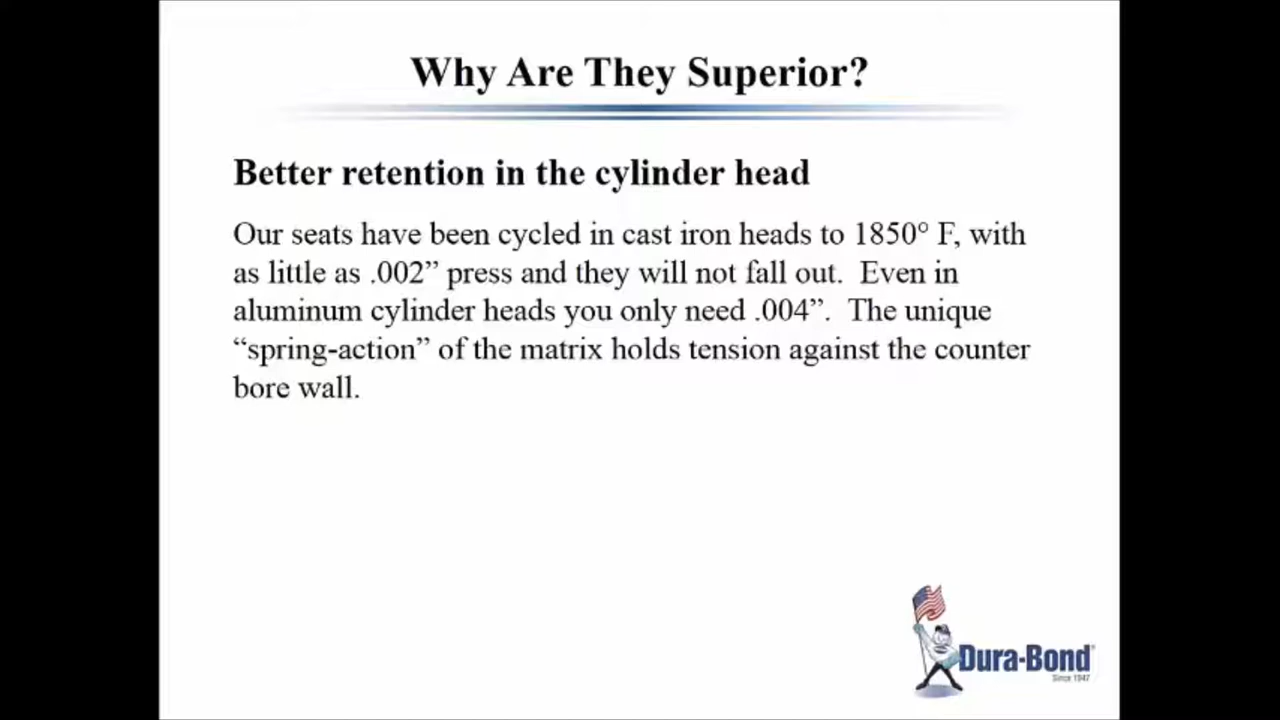 Why Are They Superior?
Better retention in the cylinder head
Our seats have been cycled in cast iron heads to 1850° F, with
as little as .002” press and they will not fall out.  Even in
aluminum cylinder heads you only need .004”.  The unique
“spring-action” of the matrix holds tension against the counter
bore wall.
Dura-Bond®
Since 1947